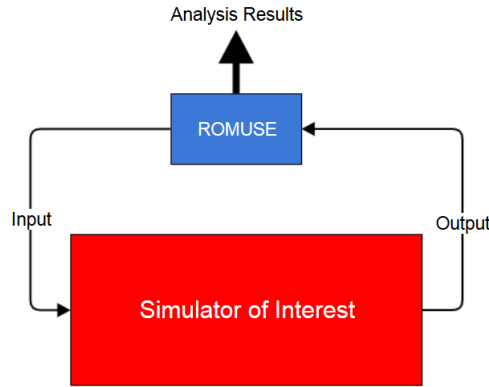 Analysis Results
ROMUSE
Input
Output
Simulator of Interest